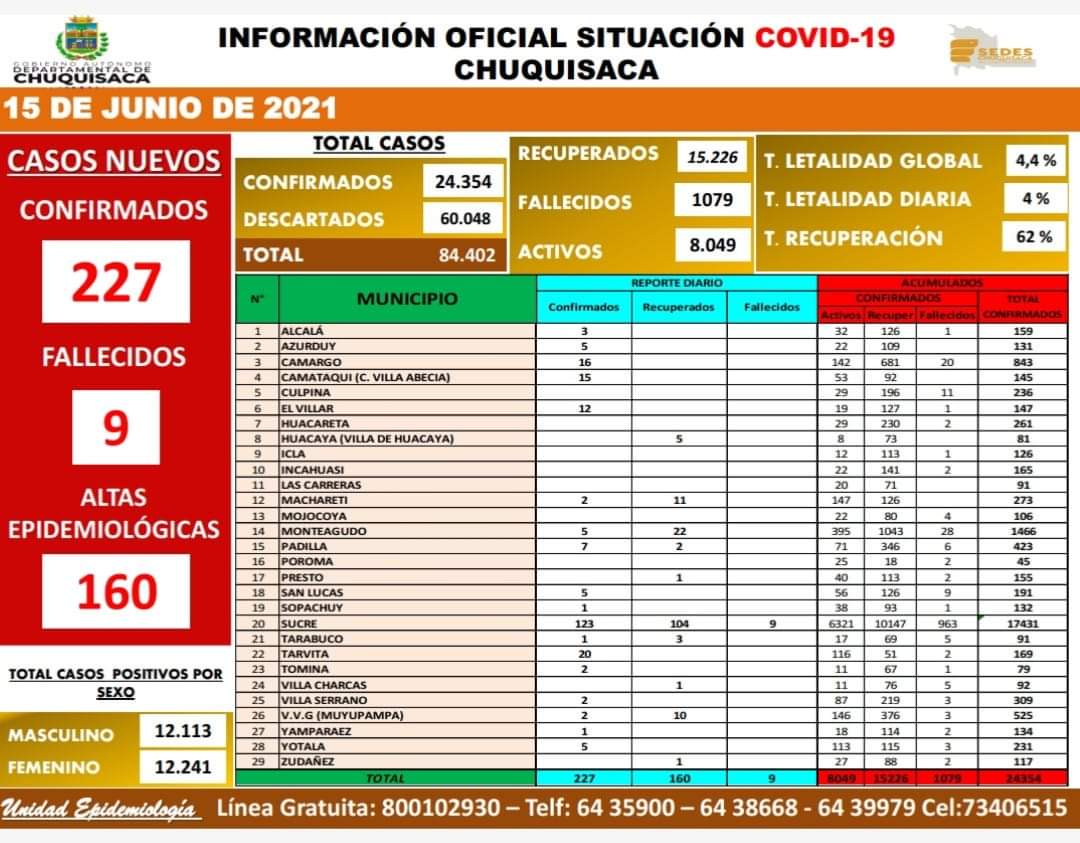 GOBIERNO AUTÓNOMO
DEPARTAMENTAL DE
CHUQUISACA
INFORMACIÓN OFICIAL SITUACIÓN COVID-19
CHUQUISACA
SEDES
15 DE JUNIO DE 2021
CASOS NUEVOS
CONFIRMADOS
227
FALLECIDOS
9
ALTAS
EPIDEMIOLÓGICAS
160
TOTAL CASOS POSITIVOS POR
SEXO
MASCULINO 12.113
FEMENINO 12.241
TOTAL CASOS
CONFIRMADOS 24.354
DESCARTADOS 60.048
TOTAL 84.402
RECUPERADOS 15.226
FALLECIDOS 1079
ACTIVOS 8.049
T. LETALIDAD GLOBAL 4,4 %
T. LETALIDAD DIARIA 4 %
T. RECUPERACIÓN 62 %
N° MUNICIPIO REPORTE DIARIO ACUMULADOS
Confirmados Recuperados Fallecidos CONFIRMADOS TOTAL
Activos Recuper Fallecidos CONFIRMADOS
1 ALCALÁ 3 32 126 1 159
2 AZURDUY 5 22 109 131
3 CAMARGO 16 142 681 20 843
4 CAMATAQUI (C. VILLA ABECIA) 15 53 92 145
5 CULPINA 29 196 11 236
6 EL VILLAR 12 19 127 1 147
7 HUACARETA 29 230 2 261
8 HUACAYA (VILLA DE HUACAYA) 5 8 73 81
9 ICLA 12 113 1 126
10 INCAHUASI 22 141 2 165
11 LAS CARRERAS 20 71 91
12 MACHARETI 2 11 147 126 273
13 MOJOCOYA 22 80 4 106
14 MONTEAGUDO 5 22 395 1043 28 1466
15 PADILLA 7 2 71 346 6 423
16 POROMA 25 18 2 45
17 PRESTO 1 40 113 2 155
18 SAN LUCAS 5 56 126 9 191
19 SOPACHUY 1 38 93 1 132
20 SUCRE 123 104 9 6321 10147 963 17431
21 TARABUCO 1 3 17 69 5 91
22 TARVITA 20 116 51 2 169
23 TOMINA 2 11 67 1 79
24 VILLA CHARCAS 1 11 76 5 92
25 VILLA SERRANO 2 87 219 3 309
26 V.V.G (MUYUPAMPA) 2 10 146 376 3 525
27 YAMPARAEZ 1 18 114 2 134
28 YOTALA 5 113 115 3 231
29 ZUDAÑEZ 1 27 88 2 117
TOTAL 227 160 9 8049 15226 1079 24354
Unidad Epidemiología Línea Gratuita: 800102930 – Telf: 64 35900 – 64 38668 - 64 39979 Cel:73406515